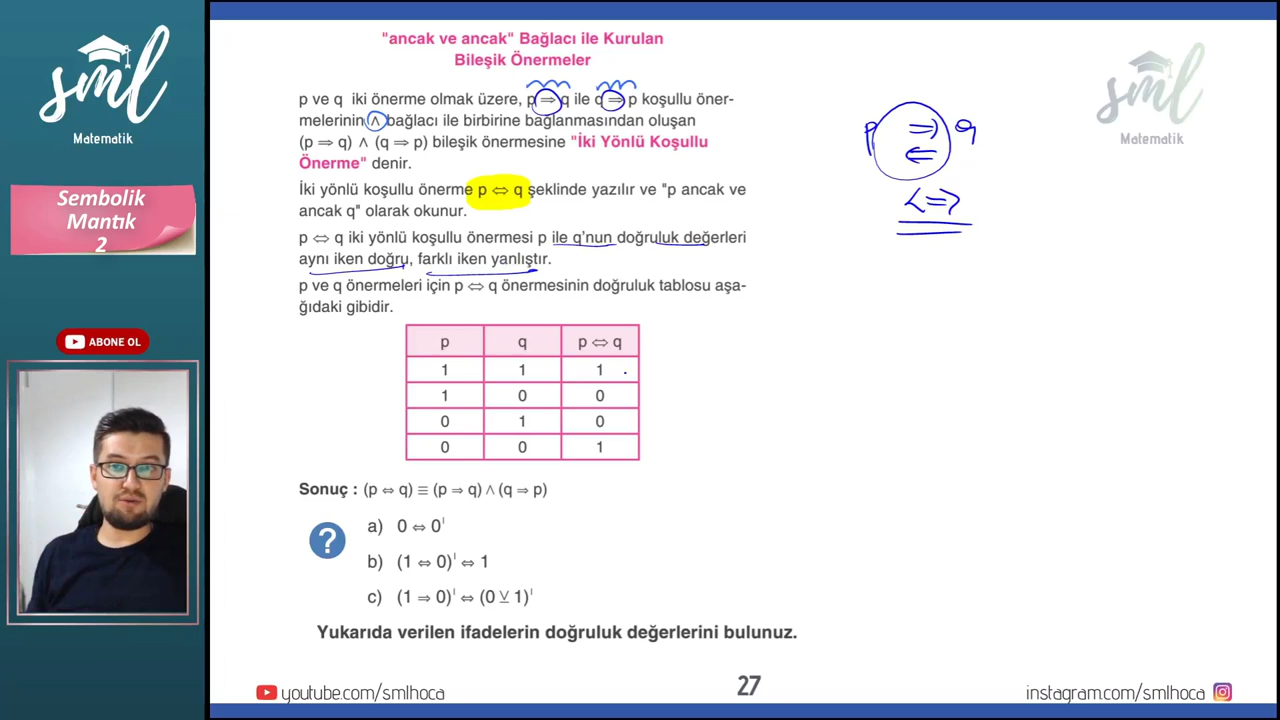 sml
Matematik
Sembolik
Mantık
2
ABONE OL
"ancak ve ancak" Bağlacı ile Kurulan
Bileşik Önermeler
p ve q iki önerme olmak üzere, p ⇒ q ile q ⇒ p koşullu öner-
melerinin ∧ bağlacı ile birbirine bağlanmasından oluşan
(p ⇒ q) ∧ (q ⇒ p) bileşik önermesine "İki Yönlü Koşullu
Önerme" denir.
İki yönlü koşullu önerme p ⇔ q şeklinde yazılır ve "p ancak ve
ancak q" olarak okunur.
p ⇔ q iki yönlü koşullu önermesi p ile q'nun doğruluk değerleri
aynı iken doğru, farklı iken yanlıştır.
p ve q önermeleri için p ⇔ q önermesinin doğruluk tablosu aşa-
ğıdaki gibidir.
p q p ⇔ q
1 1 1
1 0 0
0 1 0
0 0 1
Sonuç : (p ⇔ q) ≡ (p ⇒ q) ∧ (q ⇒ p)
?
a) 0 ⇔ 0ˈ
b) (1 ⇔ 0)ˈ ⇔ 1
c) (1 ⇒ 0)ˈ ⇔ (0 ⊻ 1)ˈ
Yukarıda verilen ifadelerin doğruluk değerlerini bulunuz.
p ⇒ q
⇐
⇔
sml
Matematik
youtube.com/smlhoca
27
instagram.com/smlhoca